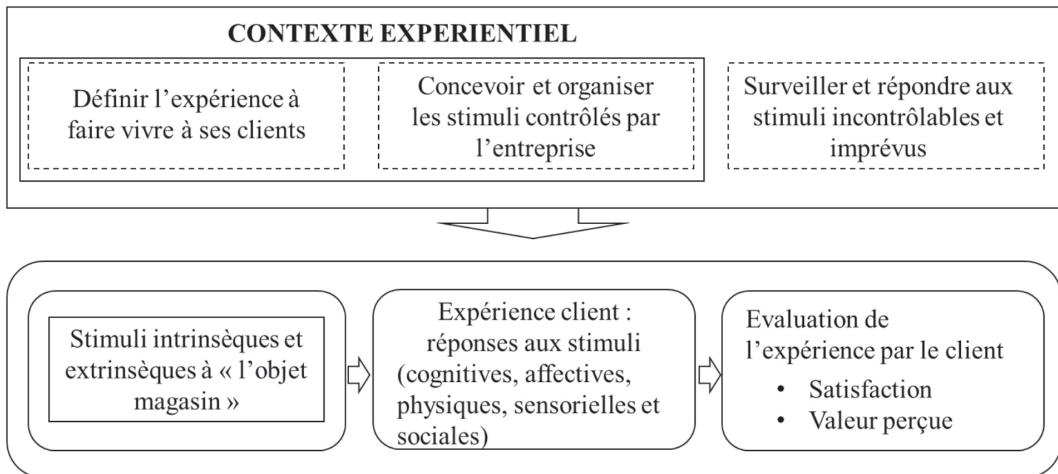 CONTEXTE EXPERIENTIEL
Définir l’expérience à
faire vivre à ses clients
Concevoir et organiser
les stimuli contrôlés par
l’entreprise
Surveiller et répondre aux
stimuli incontrôlables et
imprévus
Stimuli intrinsèques et
extrinsèques à « l’objet
magasin »
Expérience client :
réponses aux stimuli
(cognitives, affectives,
physiques, sensorielles et
sociales)
Evaluation de
l’expérience par le client
• Satisfaction
• Valeur perçue